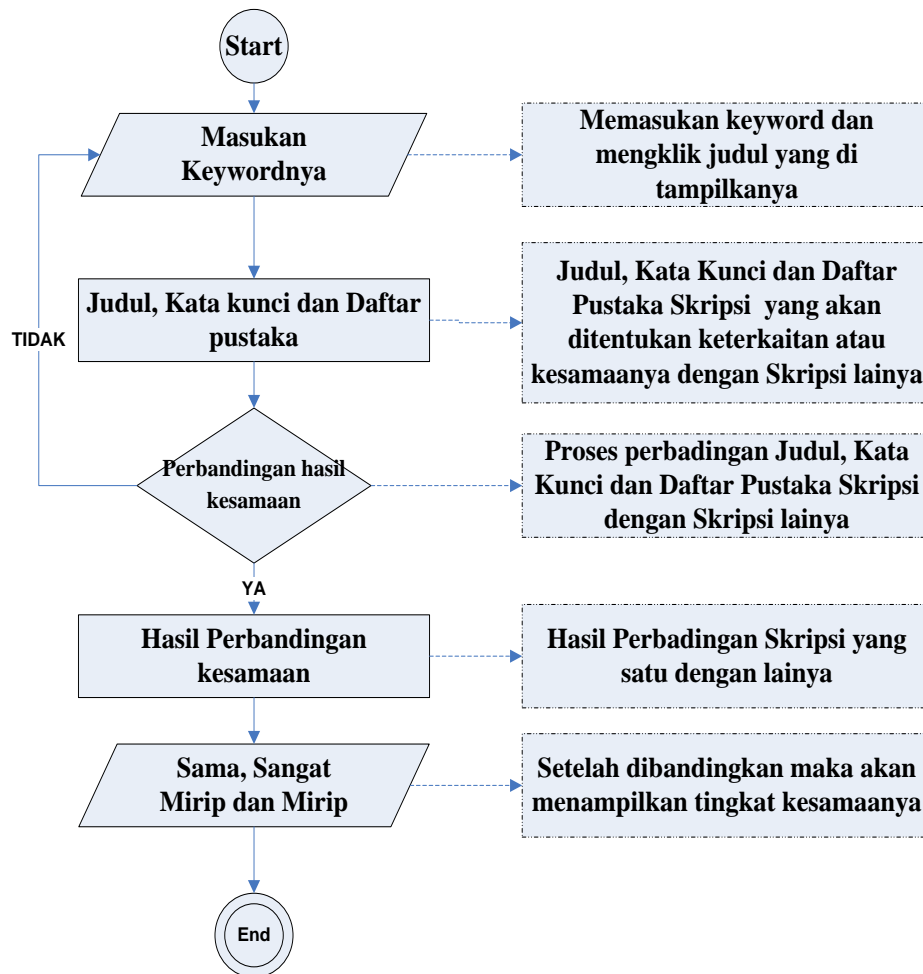 Start
Masukan
Keywordnya
Memasukan keyword dan
mengklik judul yang di
tampilkanya
Judul, Kata kunci dan Daftar
pustaka
Judul, Kata Kunci dan Daftar
Pustaka Skripsi yang akan
ditentukan keterkaitan atau
kesamaanya dengan Skripsi lainya
TIDAK
Perbandingan hasil
kesamaan
Proses perbadingan Judul, Kata
Kunci dan Daftar Pustaka Skripsi
dengan Skripsi lainya
YA
Hasil Perbandingan
kesamaan
Hasil Perbadingan Skripsi yang
satu dengan lainya
Sama, Sangat
Mirip dan Mirip
Setelah dibandingkan maka akan
menampilkan tingkat kesamaanya
End